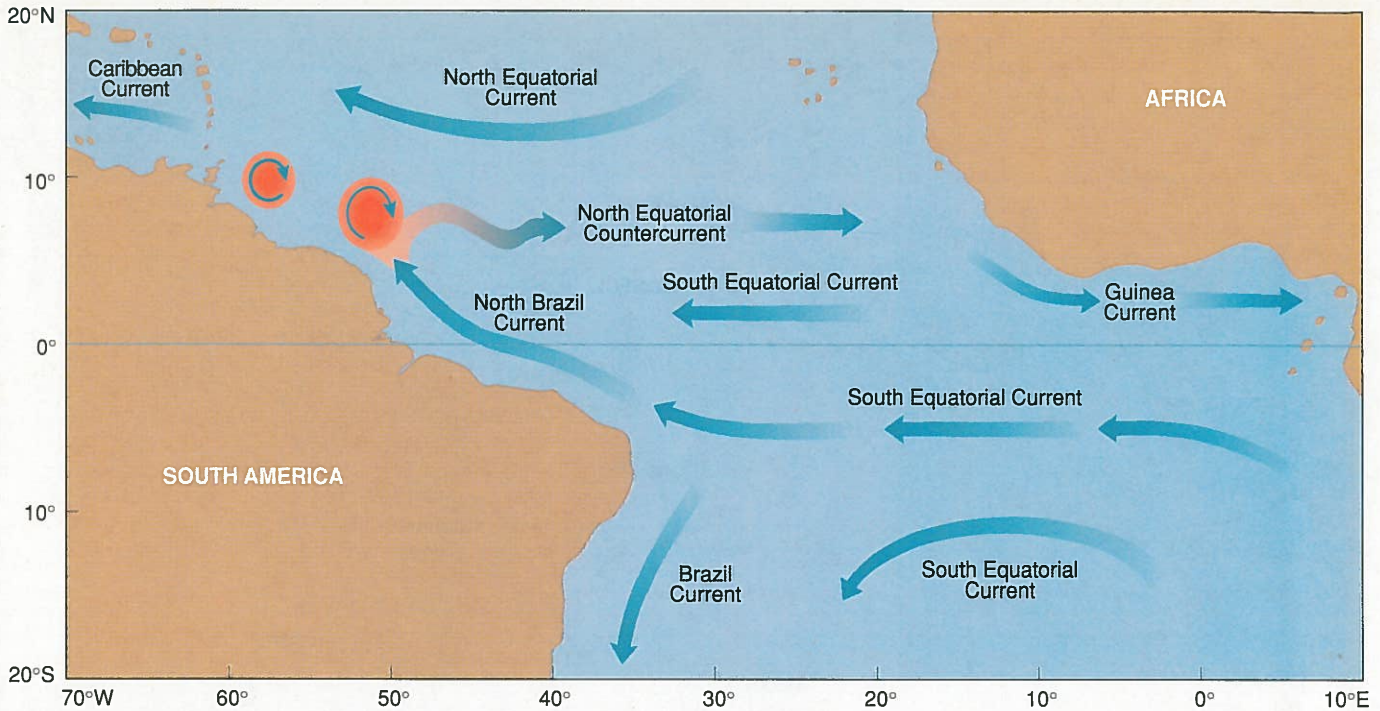 20°N
Caribbean
Current
North Equatorial
Current
AFRICA
10°
North Equatorial
Countercurrent
South Equatorial Current
North Brazil
Current
Guinea
Current
0°
South Equatorial Current
SOUTH AMERICA
10°
Brazil
Current
South Equatorial
Current
20°S
70°W
60°
50°
40°
30°
20°
10°
0°
10°E